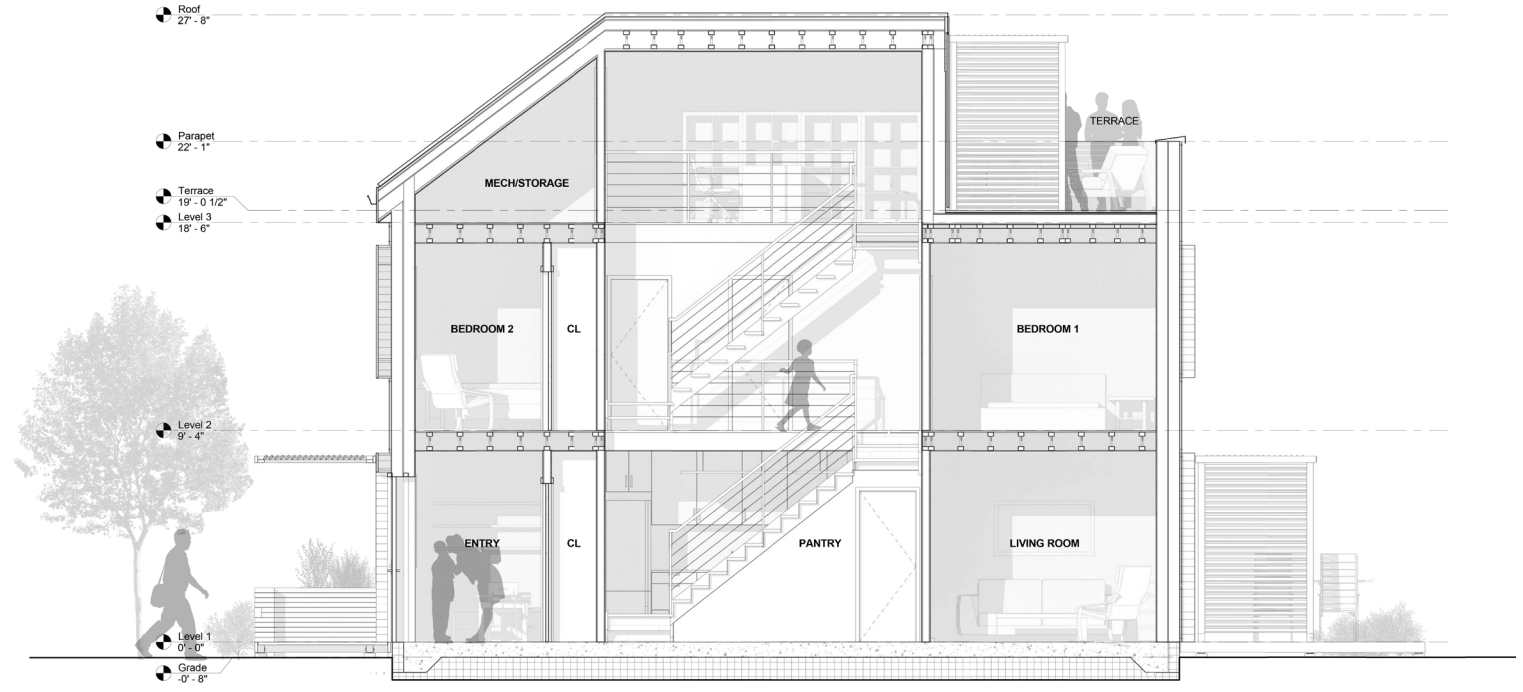 Roof
27' - 8"
Parapet
22' - 1"
TERRACE
Terrace
19' - 0 1/2"
MECH/STORAGE
Level 3
18' - 6"
BEDROOM 2
CL
BEDROOM 1
Level 2
9' - 4"
ENTRY
CL
PANTRY
LIVING ROOM
Level 1
0' - 0"
Grade
-0' - 8"